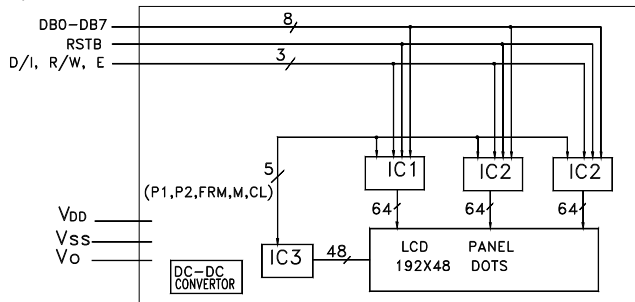 DB0-DB7 8
RSTB
D/I, R/W, E 3
IC1 IC2 IC2
5
(P1,P2,FRM,M,CL)
64 64 64
VDD
VSS
VO
IC3 48
LCD PANEL
192X48 DOTS
DC-DC
CONVERTOR